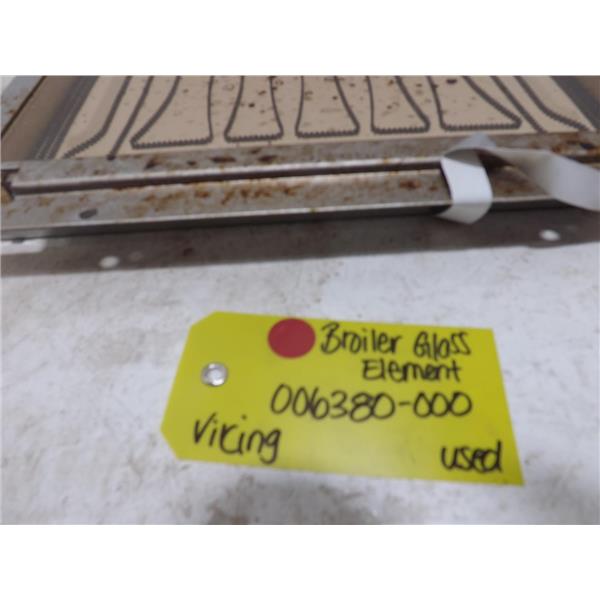 Broiler Glass
Element
006380-000
Viking
used